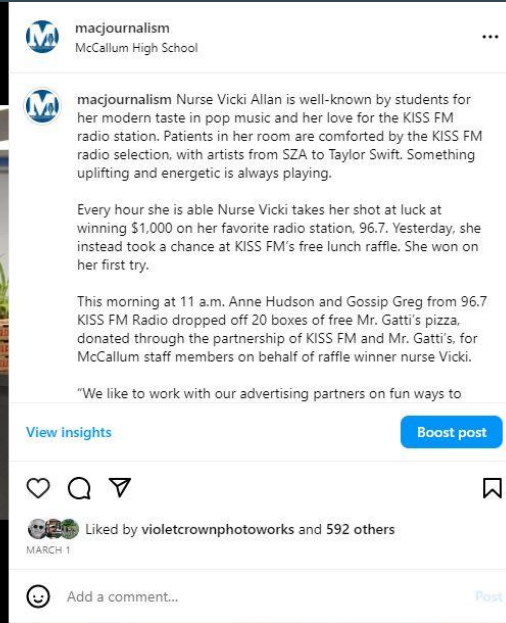 macjournalism
McCallum High School
macjournalism Nurse Vicki Allan is well-known by students for
her modern taste in pop music and her love for the KISS FM
radio station. Patients in her room are comforted by the KISS FM
radio selection, with artists from SZA to Taylor Swift. Something
uplifting and energetic is always playing.
Every hour she is able Nurse Vicki takes her shot at luck at
winning $1,000 on her favorite radio station, 96.7. Yesterday, she
instead took a chance at KISS FM’s free lunch raffle. She won on
her first try.
This morning at 11 a.m. Anne Hudson and Gossip Greg from 96.7
KISS FM Radio dropped off 20 boxes of free Mr. Gatti’s pizza,
donated through the partnership of KISS FM and Mr. Gatti’s, for
McCallum staff members on behalf of raffle winner nurse Vicki.
“We like to work with our advertising partners on fun ways to
View insights
Boost post
Liked by violetcrownphotoworks and 592 others
MARCH 1
Add a comment...
Post